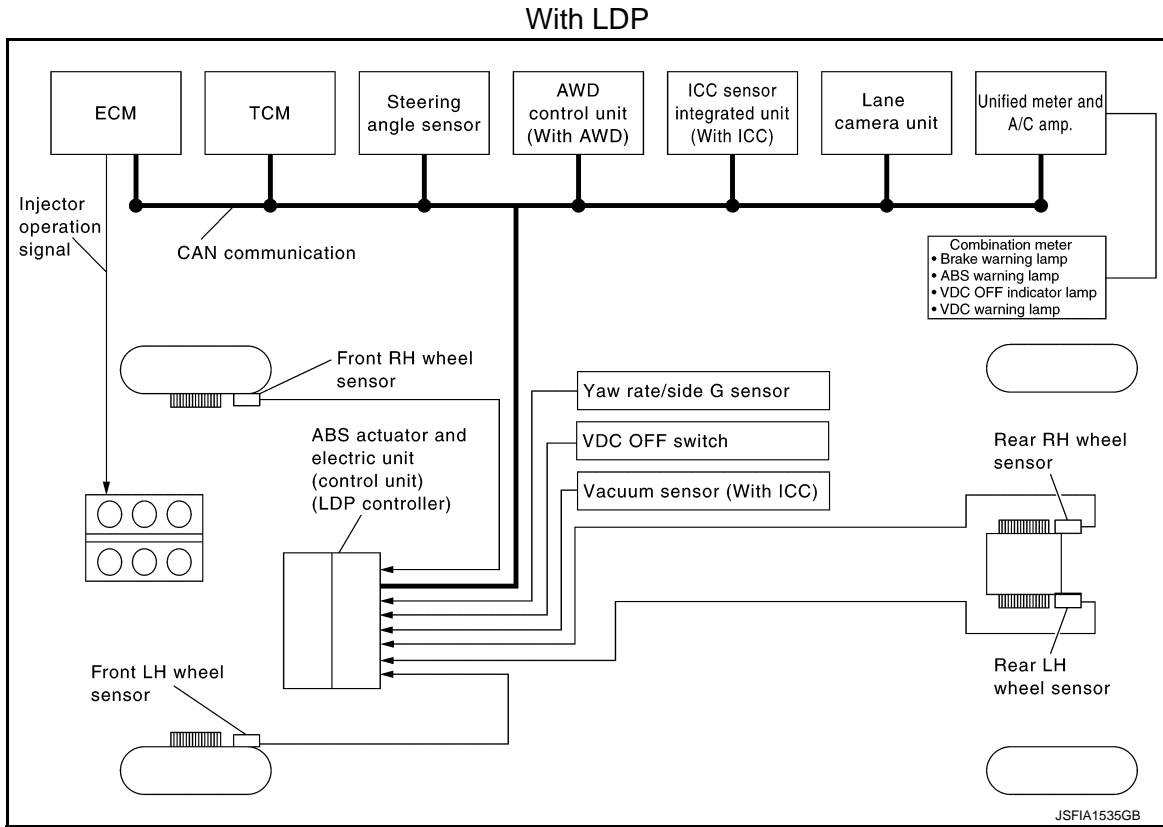 With LDP
ECM
TCM
Steering
angle sensor
AWD
control unit
(With AWD)
ICC sensor
integrated unit
(With ICC)
Lane
camera unit
Unified meter and
A/C amp.
Injector
operation
signal
CAN communication
Combination meter
• Brake warning lamp
• ABS warning lamp
• VDC OFF indicator lamp
• VDC warning lamp
Front RH wheel
sensor
ABS actuator and
electric unit
(control unit)
(LDP controller)
Yaw rate/side G sensor
VDC OFF switch
Vacuum sensor (With ICC)
Rear RH wheel
sensor
Front LH wheel
sensor
Rear LH
wheel sensor
JSFIA1535GB